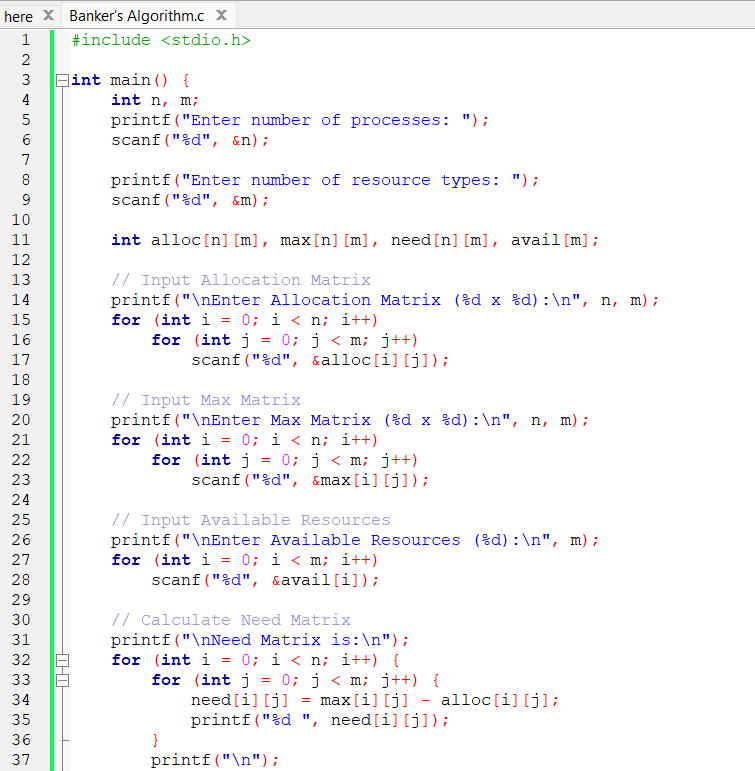 here X Banker's Algorithm.c X
1 #include <stdio.h>
2
3 int main() {
4     int n, m;
5     printf("Enter number of processes: ");
6     scanf("%d", &n);
7
8     printf("Enter number of resource types: ");
9     scanf("%d", &m);
10
11     int alloc[n][m], max[n][m], need[n][m], avail[m];
12
13     // Input Allocation Matrix
14     printf("\nEnter Allocation Matrix (%d x %d):\n", n, m);
15     for (int i = 0; i < n; i++)
16         for (int j = 0; j < m; j++)
17             scanf("%d", &alloc[i][j]);
18
19     // Input Max Matrix
20     printf("\nEnter Max Matrix (%d x %d):\n", n, m);
21     for (int i = 0; i < n; i++)
22         for (int j = 0; j < m; j++)
23             scanf("%d", &max[i][j]);
24
25     // Input Available Resources
26     printf("\nEnter Available Resources (%d):\n", m);
27     for (int i = 0; i < m; i++)
28         scanf("%d", &avail[i]);
29
30     // Calculate Need Matrix
31     printf("\nNeed Matrix is:\n");
32     for (int i = 0; i < n; i++) {
33         for (int j = 0; j < m; j++) {
34             need[i][j] = max[i][j] - alloc[i][j];
35             printf("%d ", need[i][j]);
36         }
37         printf("\n");